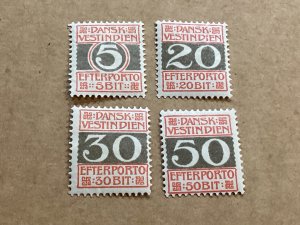 DANSK
VESTINDIEN
5
EFTERPORTO
5 BIT
DANSK
VESTINDIEN
20
EFTERPORTO
20 BIT
DANSK
VESTINDIEN
30
EFTERPORTO
30 BIT
DANSK
VESTINDIEN
50
EFTERPORTO
50 BIT